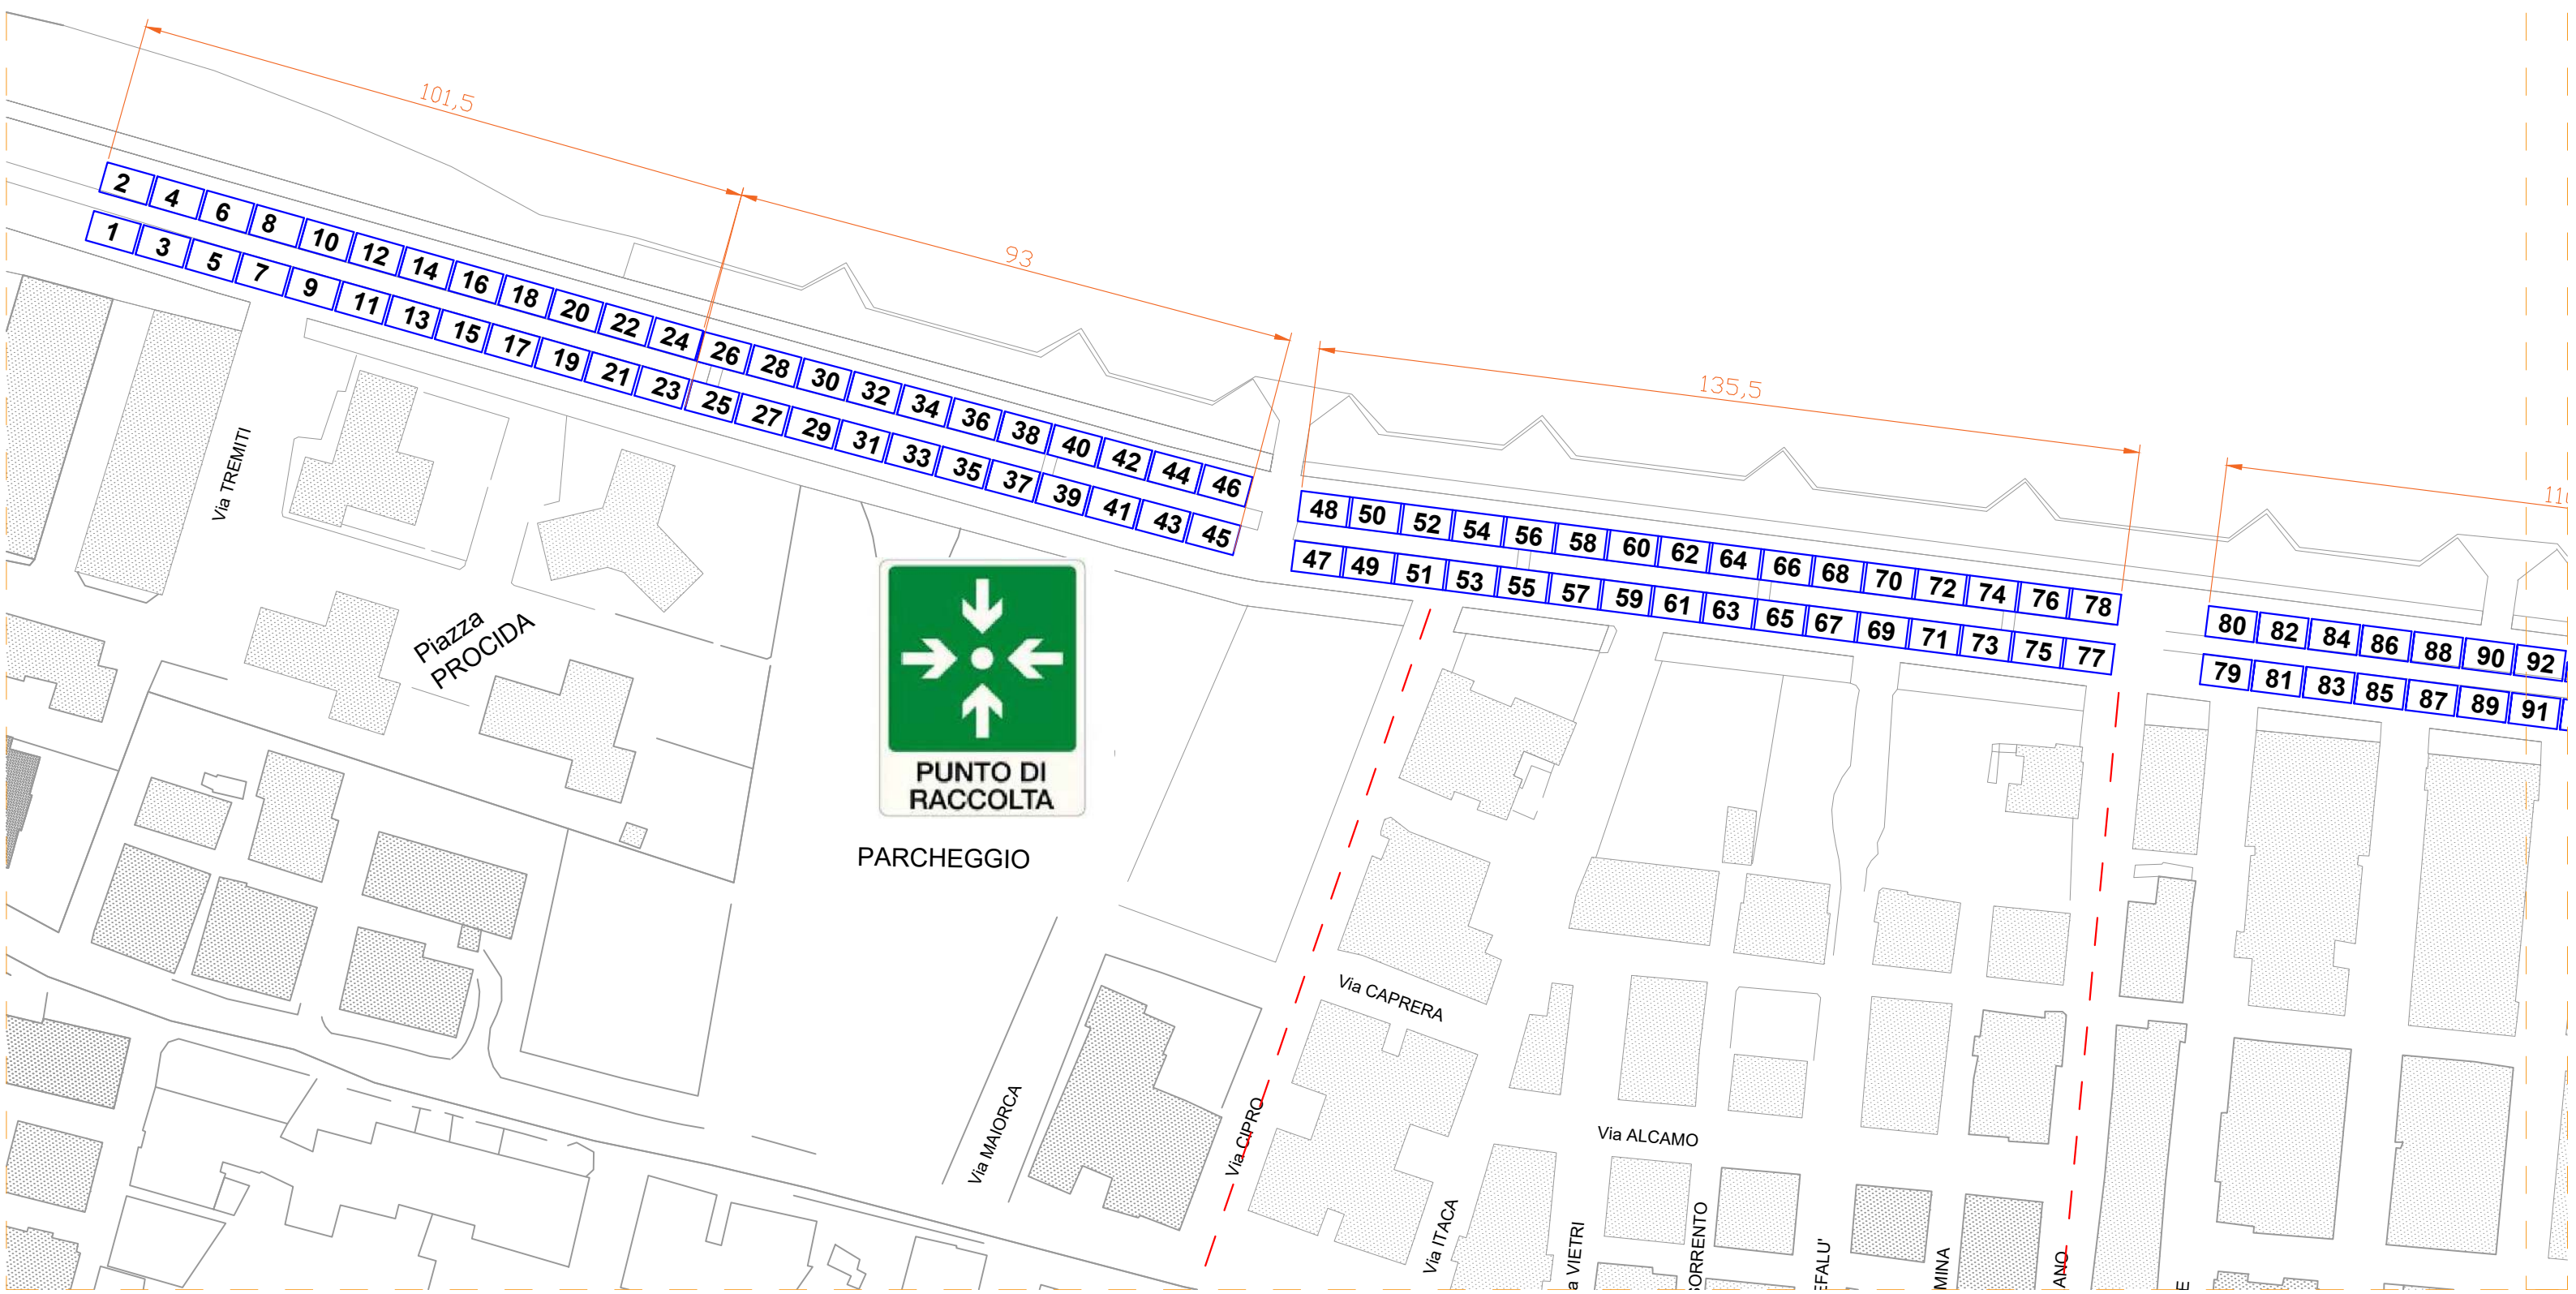 101,5
93
135,5
2 4 6 8 10 12 14 16 18 20 22 24 26 28 30 32 34 36 38 40 42 44 46
1 3 5 7 9 11 13 15 17 19 21 23 25 27 29 31 33 35 37 39 41 43 45
48 50 52 54 56 58 60 62 64 66 68 70 72 74 76 78
47 49 51 53 55 57 59 61 63 65 67 69 71 73 75 77
80 82 84 86 88 90 92
79 81 83 85 87 89 91
Via TREMITI
Piazza
PROCIDA
PUNTO DI
RACCOLTA
PARCHEGGIO
Via CAPRERA
Via MAIORCA
Via CIPRO
Via ALCAMO
Via ITACA
a VIETRI
SORRENTO
EFALU'
MINA
ANO
E